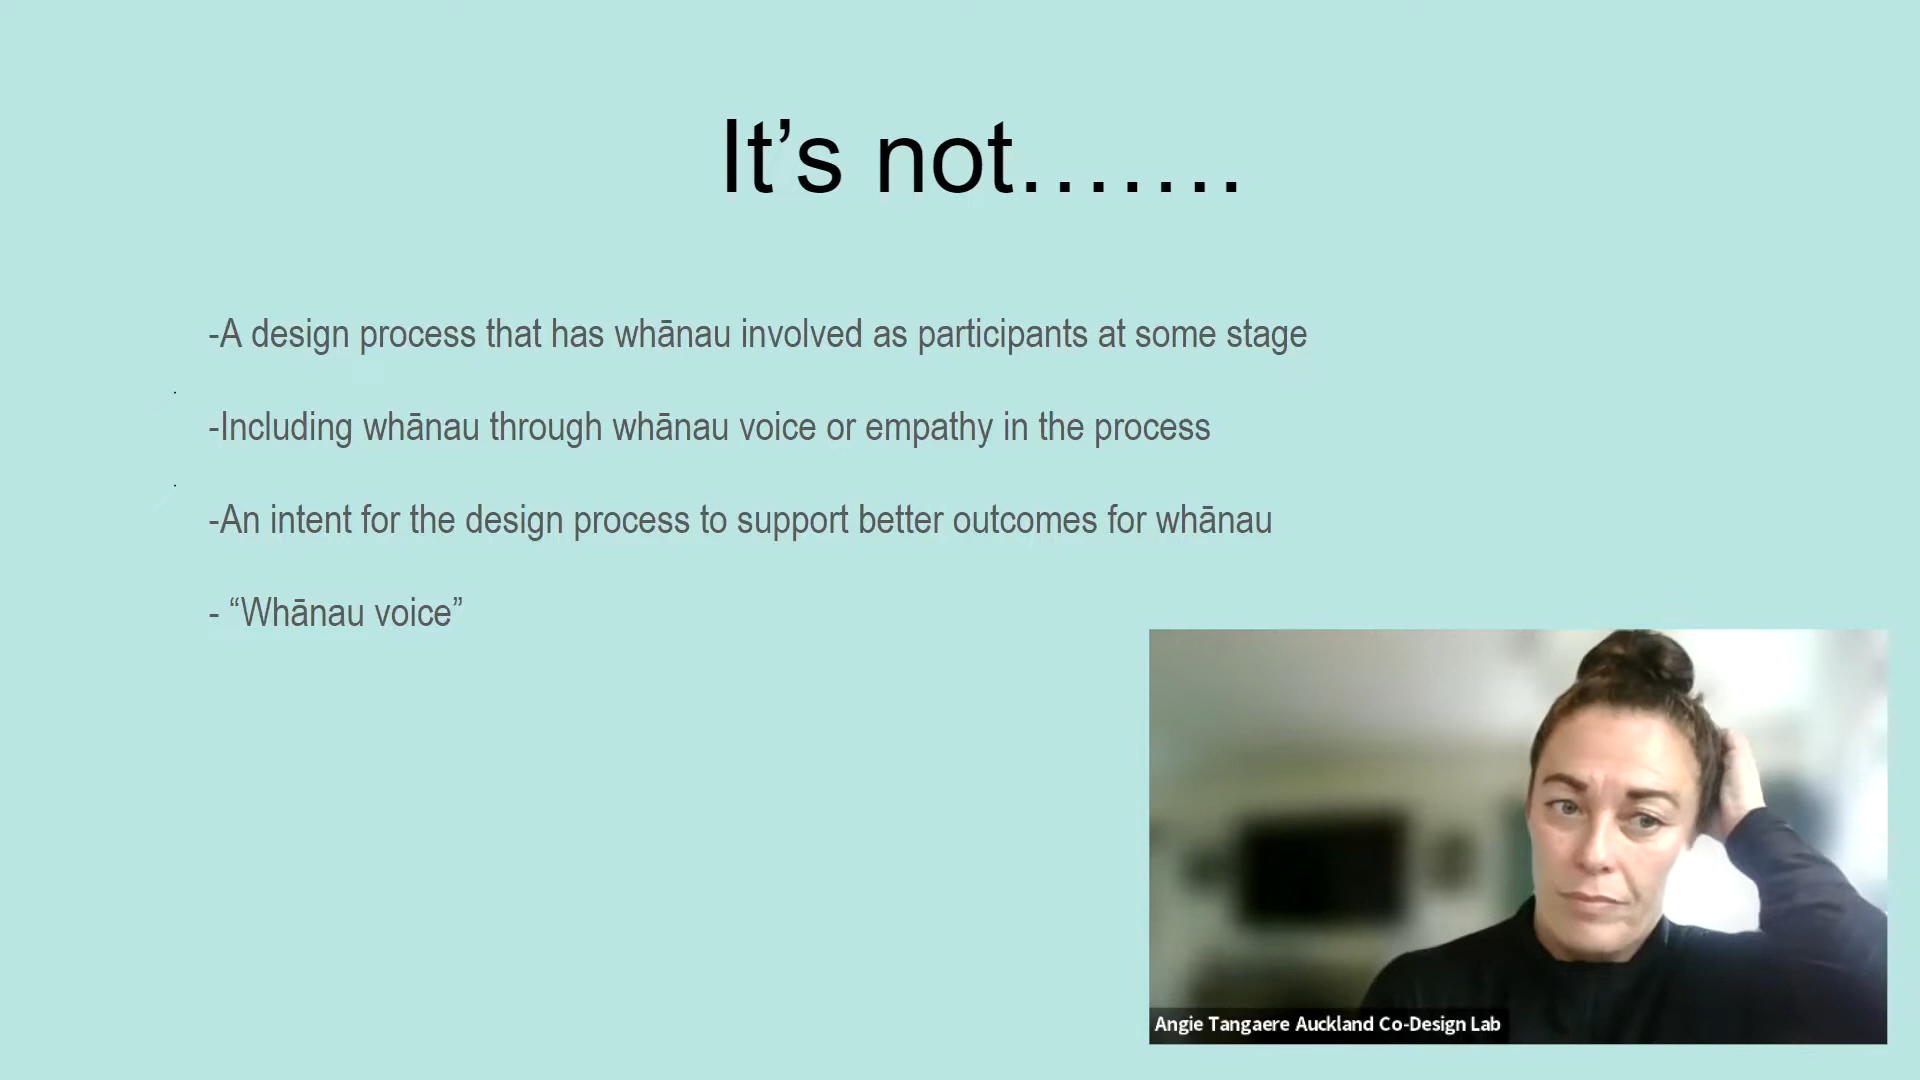 It’s not…….
-A design process that has whānau involved as participants at some stage
-Including whānau through whānau voice or empathy in the process
-An intent for the design process to support better outcomes for whānau
- “Whānau voice”
Angie Tangaere Auckland Co-Design Lab